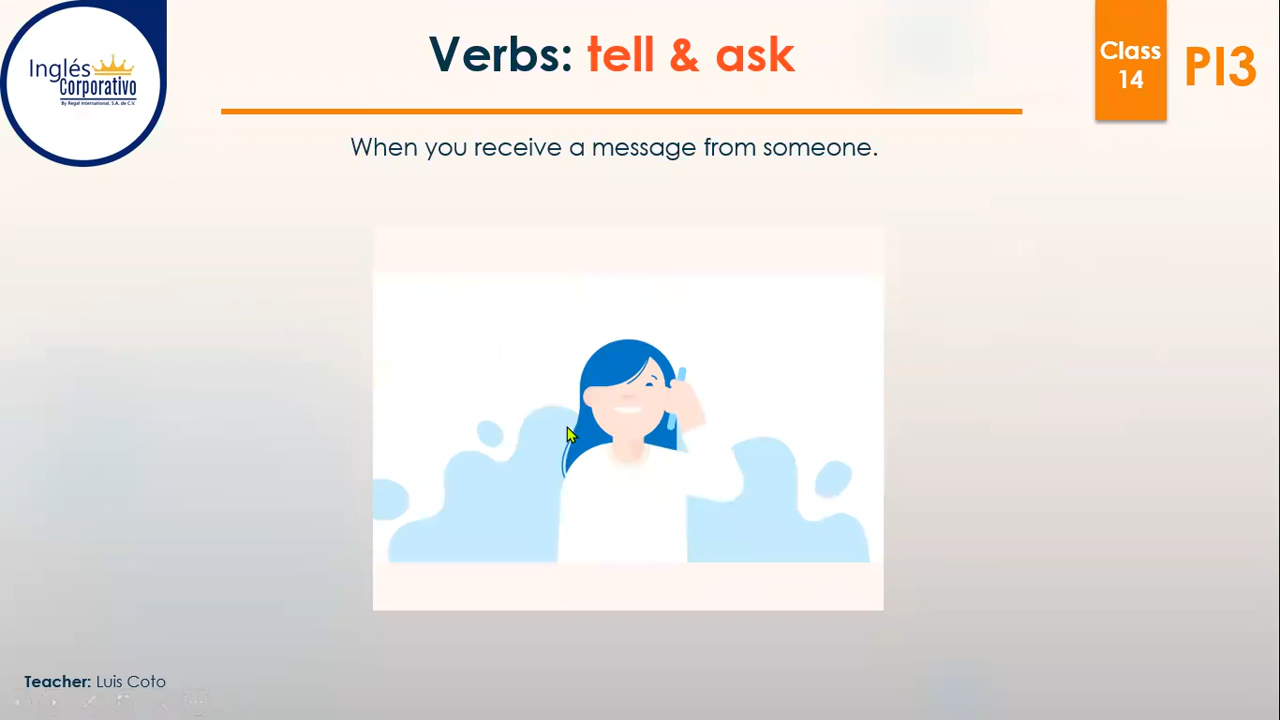 Inglés
Corporativo
By Regal International, S.A. de C.V.
Verbs: tell & ask
Class
14
PI3
When you receive a message from someone.
Teacher: Luis Coto